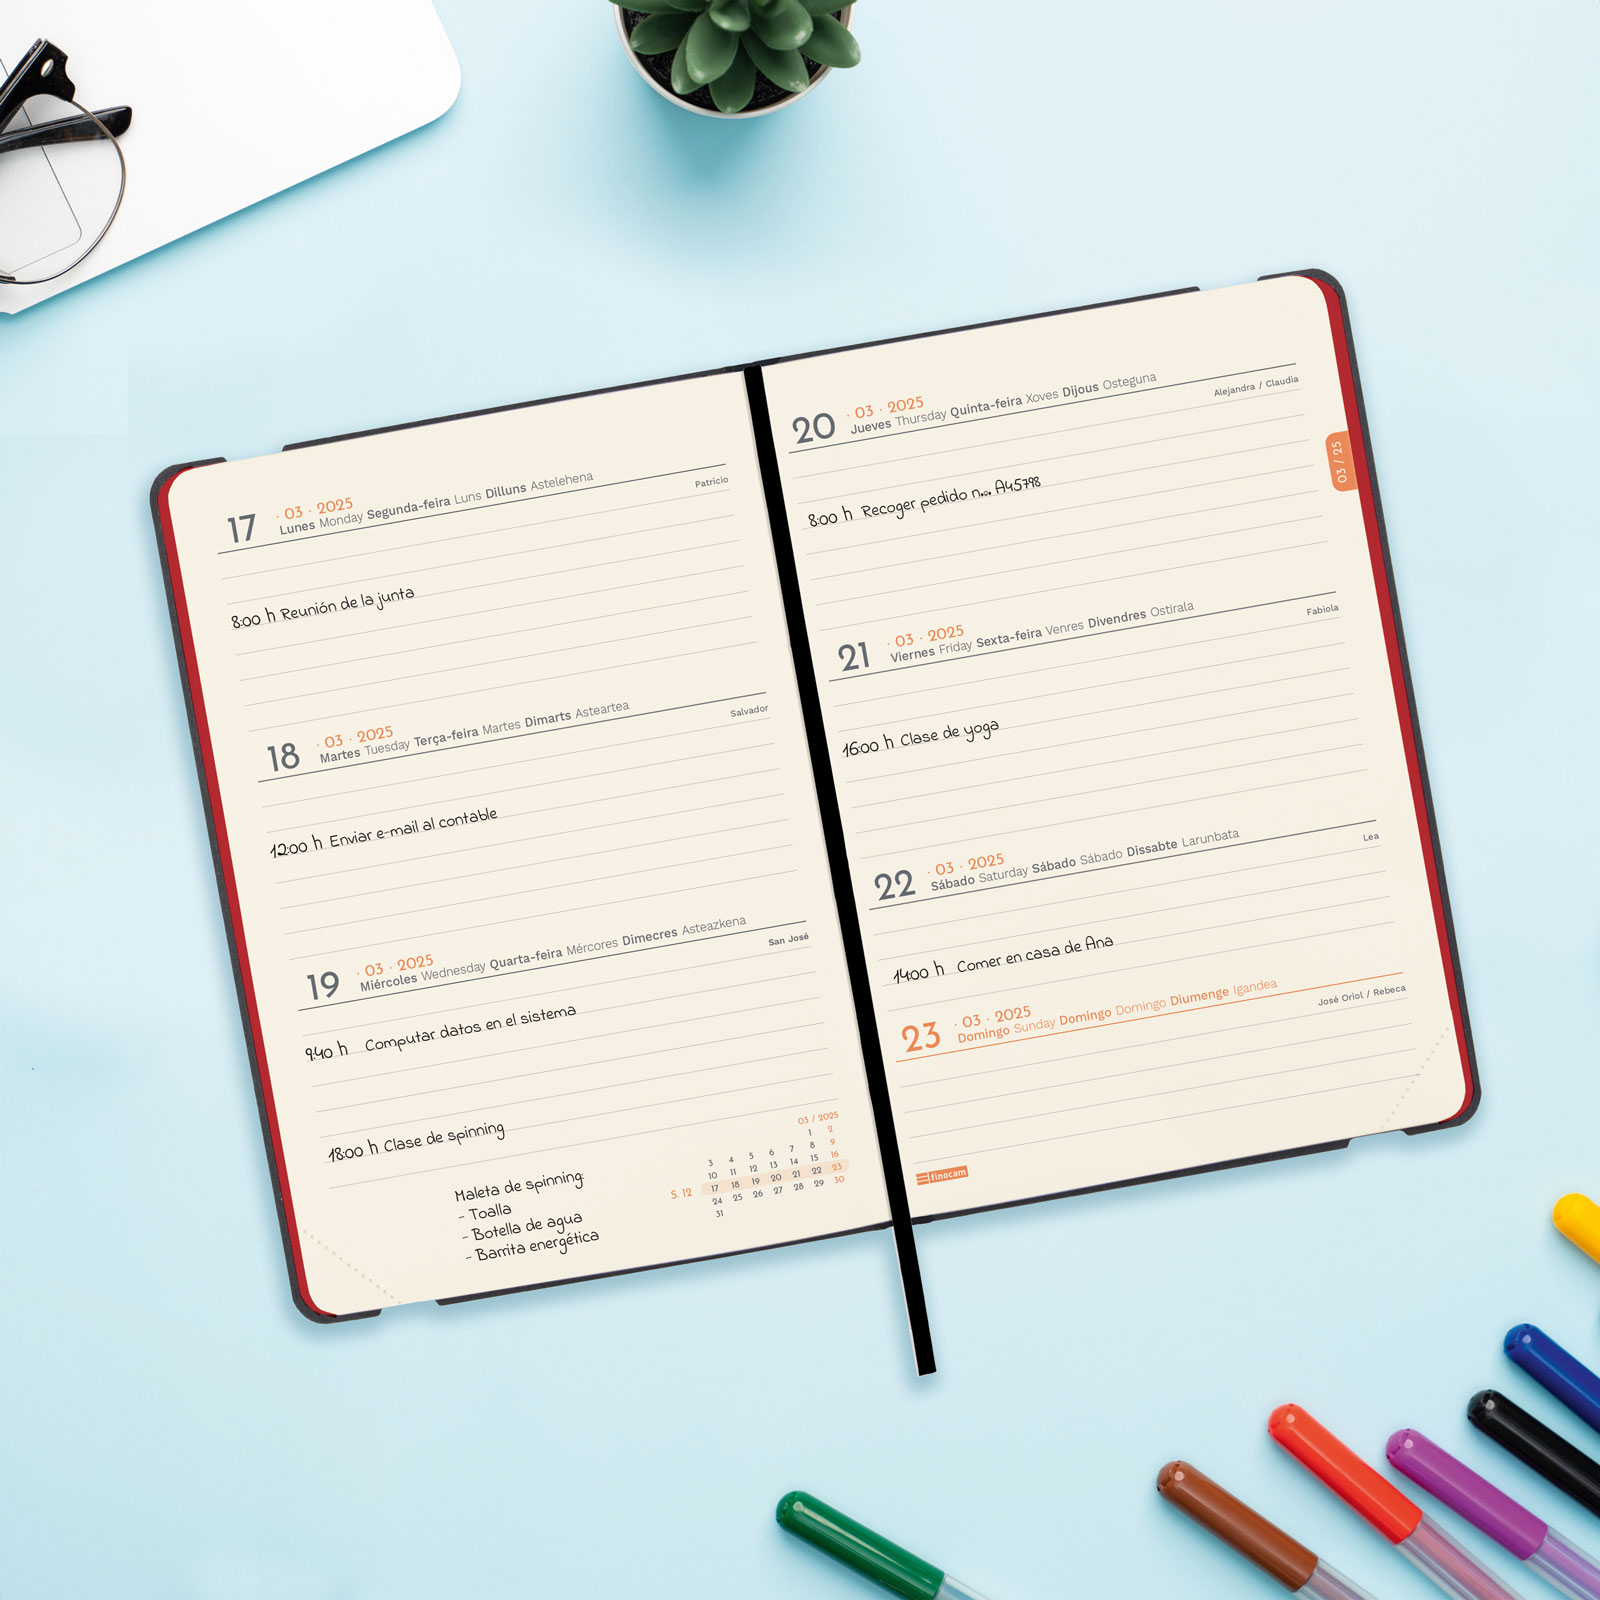 17
· 03 · 2025
Lunes Monday Segunda-feira Luns Dilluns Astelehena
Patricio
8:00 h Reunión de la junta
18
· 03 · 2025
Martes Tuesday Terça-feira Martes Dimarts Asteartea
Salvador
12:00 h Enviar e-mail al contable
19
· 03 · 2025
Miércoles Wednesday Quarta-feira Mércores Dimecres Asteazkena
San José
9:40 h Computar datos en el sistema
18:00 h Clase de spinning
Maleta de spinning:
- Toalla
- Botella de agua
- Barrita energética
03 / 2025
1 2
3 4 5 6 7 8 9
10 11 12 13 14 15 16
S. 12 17 18 19 20 21 22 23
24 25 26 27 28 29 30
31
20
· 03 · 2025
Jueves Thursday Quinta-feira Xoves Dijous Osteguna
Alejandra / Claudia
8:00 h Recoger pedido n.º. A45798
03 / 25
21
· 03 · 2025
Viernes Friday Sexta-feira Venres Divendres Ostirala
Fabiola
16:00 h Clase de yoga
22
· 03 · 2025
Sábado Saturday Sábado Sábado Dissabte Larunbata
Lea
14:00 h Comer en casa de Ana
23
· 03 · 2025
Domingo Sunday Domingo Domingo Diumenge Igandea
José Oriol / Rebeca
finocam